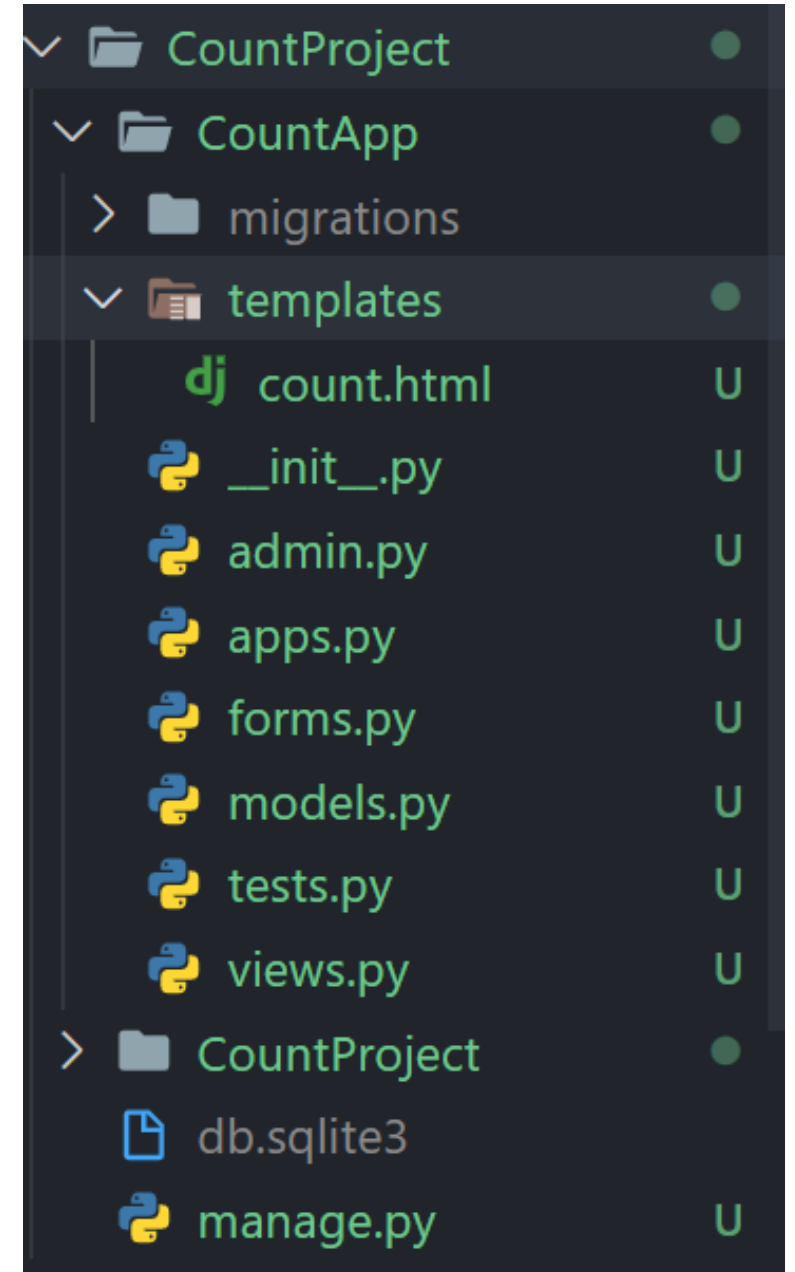 CountProject
CountApp
migrations
templates
dj count.html U
__init__.py U
admin.py U
apps.py U
forms.py U
models.py U
tests.py U
views.py U
CountProject
db.sqlite3
manage.py U